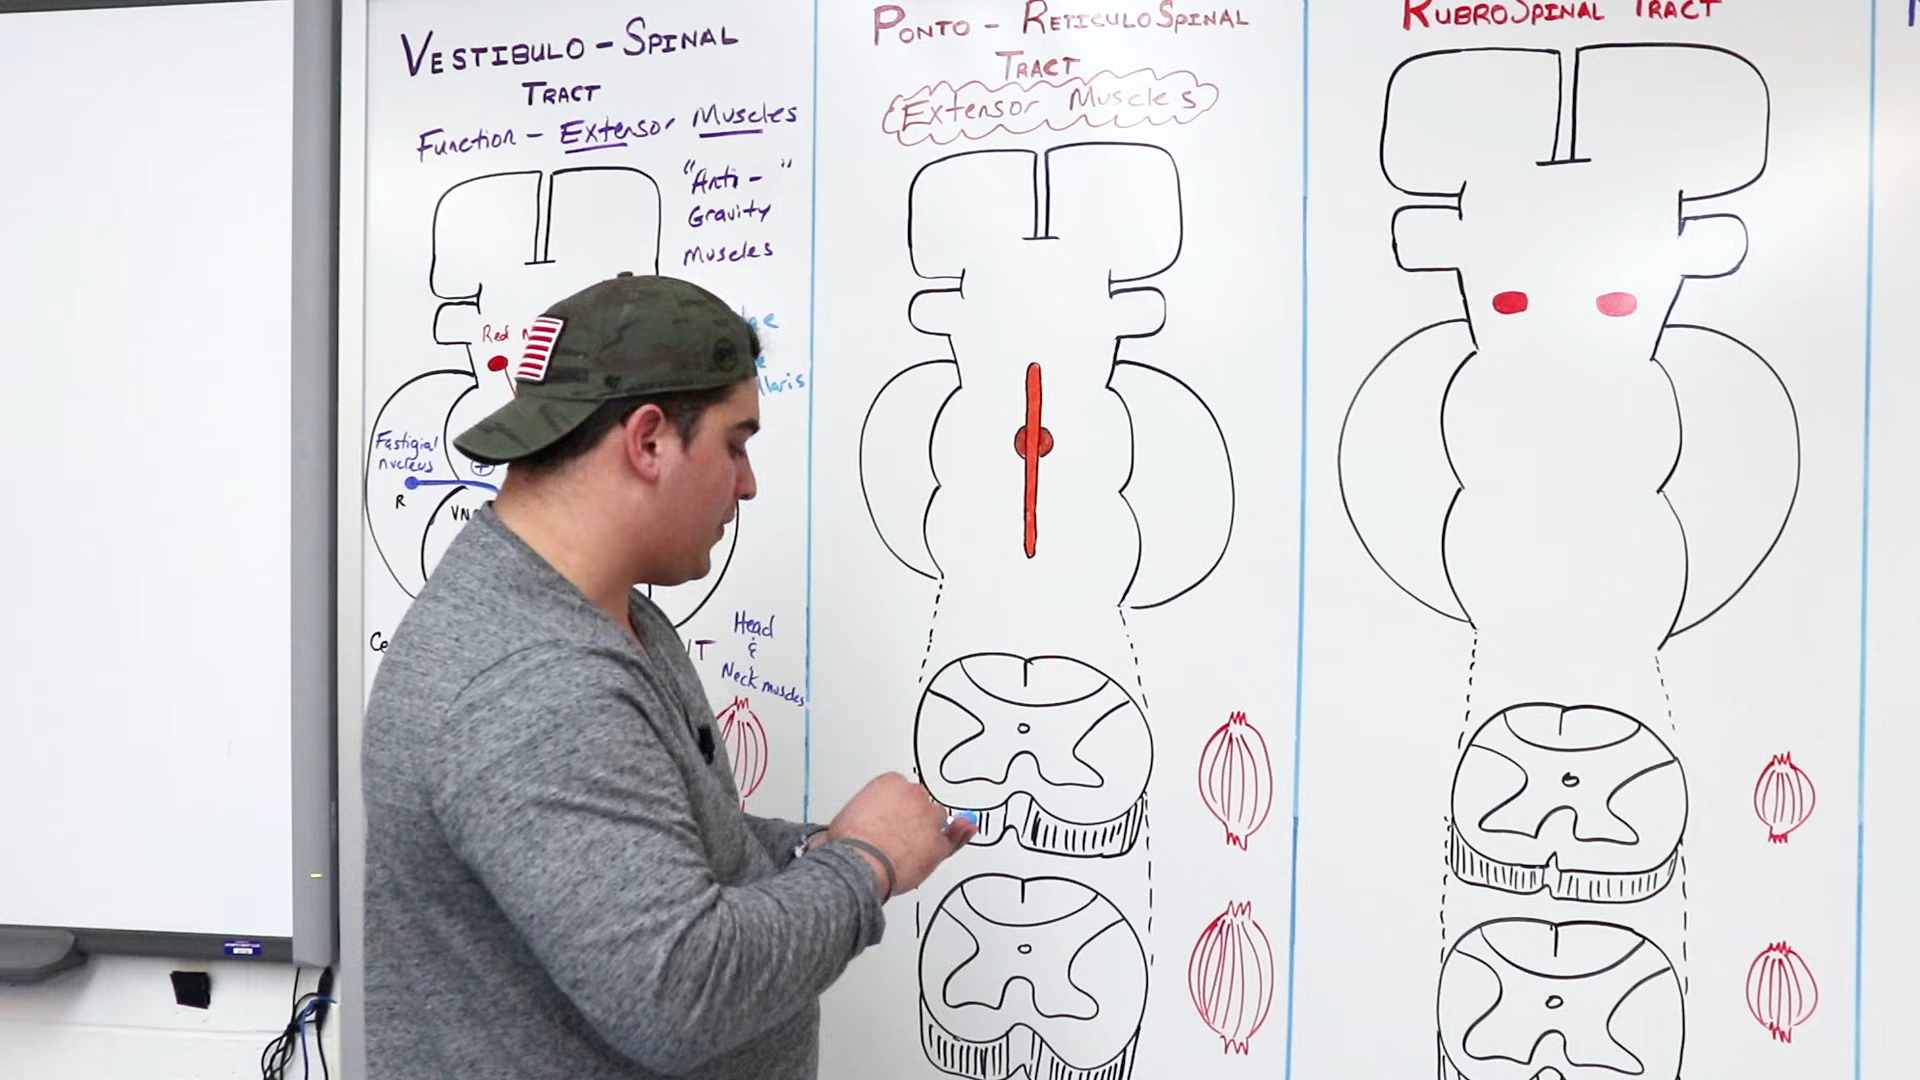 VESTIBULO - SPINAL
TRACT
Function - Extensor Muscles
"Anti - "
Gravity
Muscles
Red
Fastigial
nucleus
R
+
VN
Head
&
Neck muscles
PONTO - RETICULOSPINAL
TRACT
Extensor Muscles
RUBROSPINAL TRACT